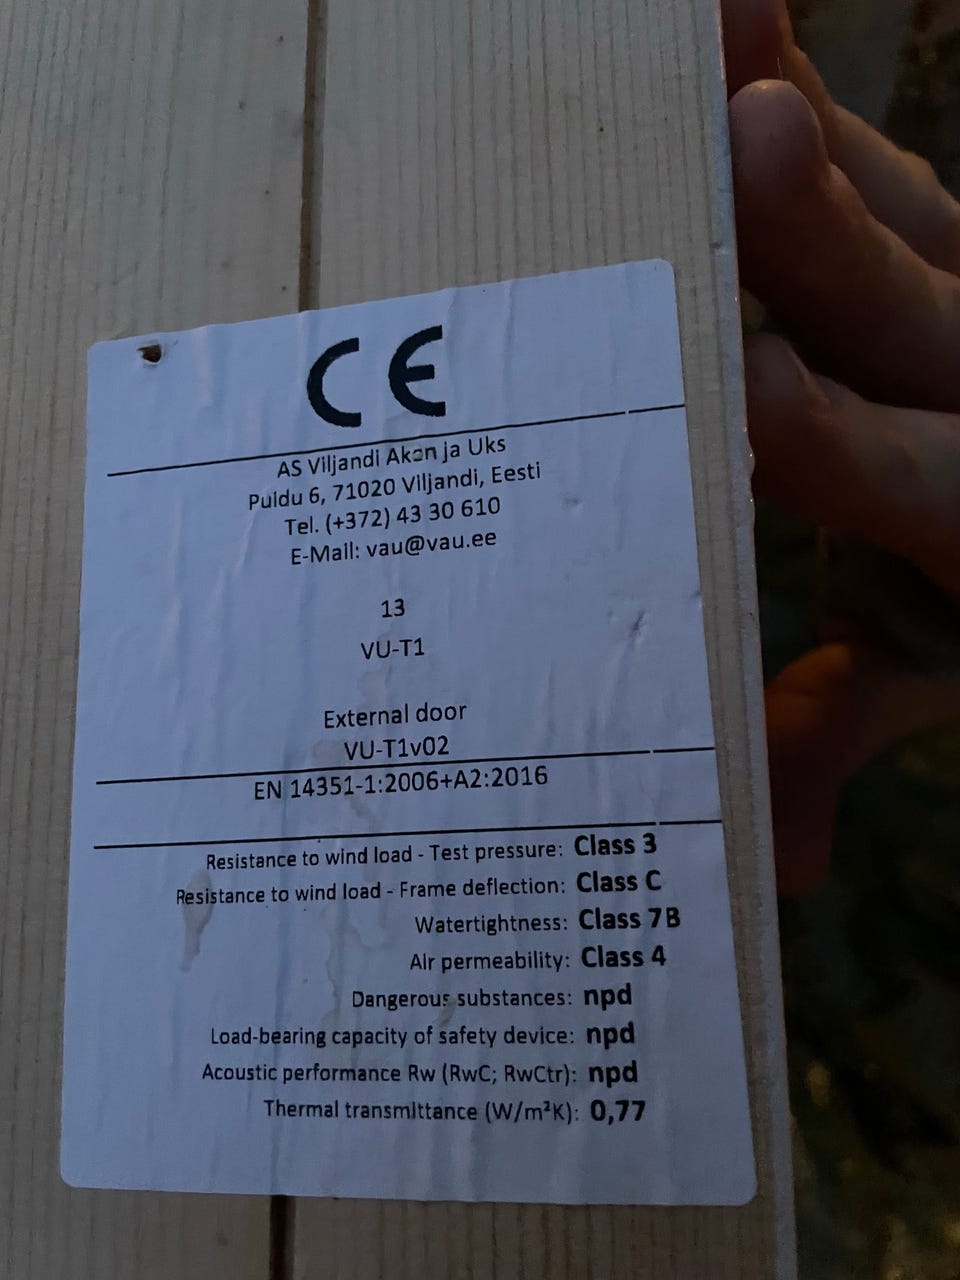 CE
AS Viljandi Aken ja Uks
Puidu 6, 71020 Viljandi, Eesti
Tel. (+372) 43 30 610
E-Mail: vau@vau.ee
13
VU-T1
External door
VU-T1v02
EN 14351-1:2006+A2:2016
Resistance to wind load - Test pressure: Class 3
Resistance to wind load - Frame deflection: Class C
Watertightness: Class 7B
Air permeability: Class 4
Dangerous substances: npd
Load-bearing capacity of safety device: npd
Acoustic performance Rw (RwC; RwCtr): npd
Thermal transmittance (W/m²K): 0,77